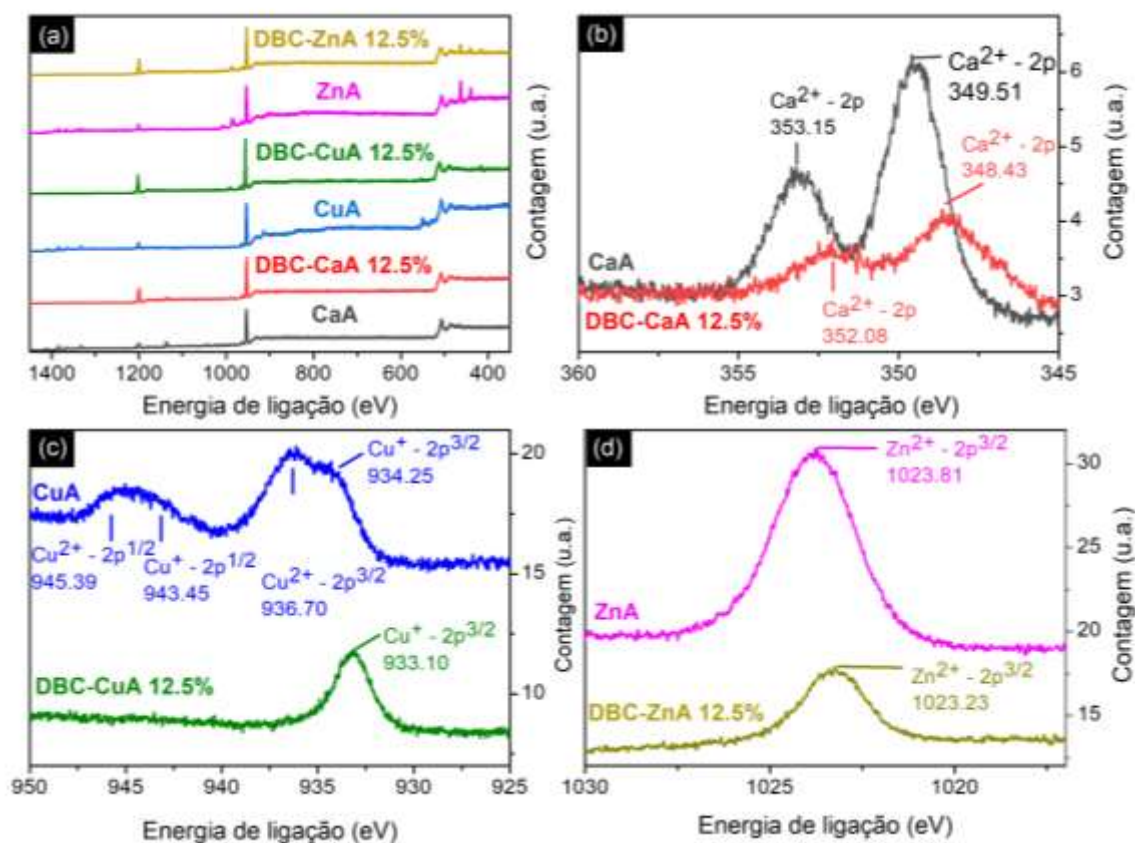 (a)
DBC-ZnA 12.5%
ZnA
DBC-CuA 12.5%
CuA
DBC-CaA 12.5%
CaA
1400 1200 1000 800 600 400
Energia de ligação (eV)
(b)
Ca²⁺ - 2p
349.51
Ca²⁺ - 2p
353.15
Ca²⁺ - 2p
348.43
CaA
DBC-CaA 12.5%
Ca²⁺ - 2p
352.08
6
5
4
3
Contagem (u.a.)
Contagem (u.a.)
360 355 350 345
Energia de ligação (eV)
(c)
CuA
Cu⁺ - 2p³/²
934.25
Cu²⁺ - 2p¹/²
945.39
Cu⁺ - 2p¹/²
943.45
Cu²⁺ - 2p³/²
936.70
Cu⁺ - 2p³/²
933.10
DBC-CuA 12.5%
20
15
10
Contagem (u.a.)
950 945 940 935 930 925
Energia de ligação (eV)
(d)
Zn²⁺ - 2p³/²
1023.81
ZnA
Zn²⁺ - 2p³/²
1023.23
DBC-ZnA 12.5%
30
25
20
15
Contagem (u.a.)
1030 1025 1020
Energia de ligação (eV)